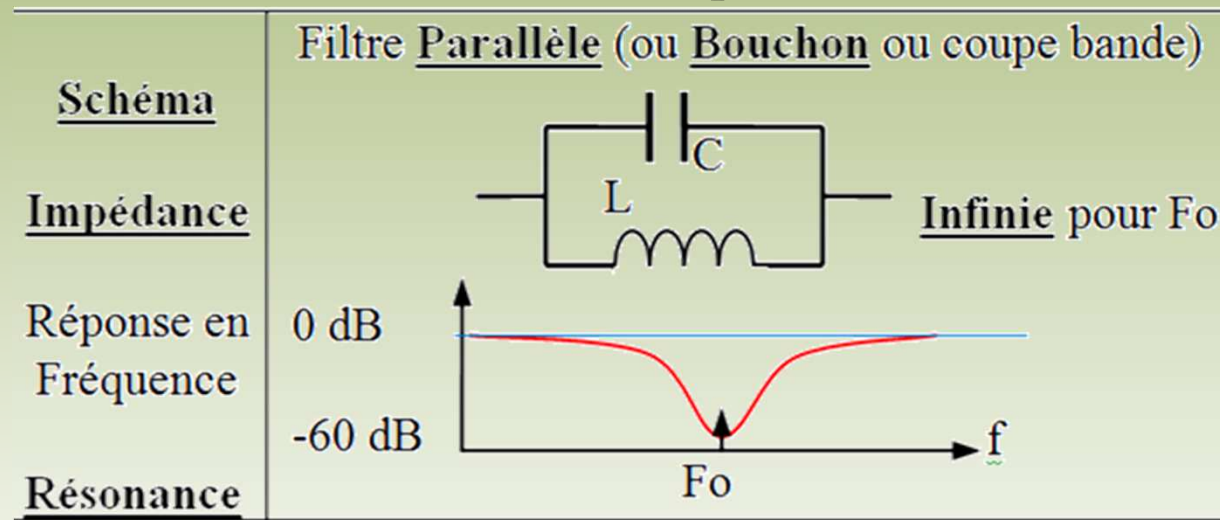 Filtre Parallèle (ou Bouchon ou coupe bande)
Schéma
C
L
Impédance
Infinie pour Fo
Réponse en
Fréquence
0 dB
-60 dB
f
Fo
Résonance